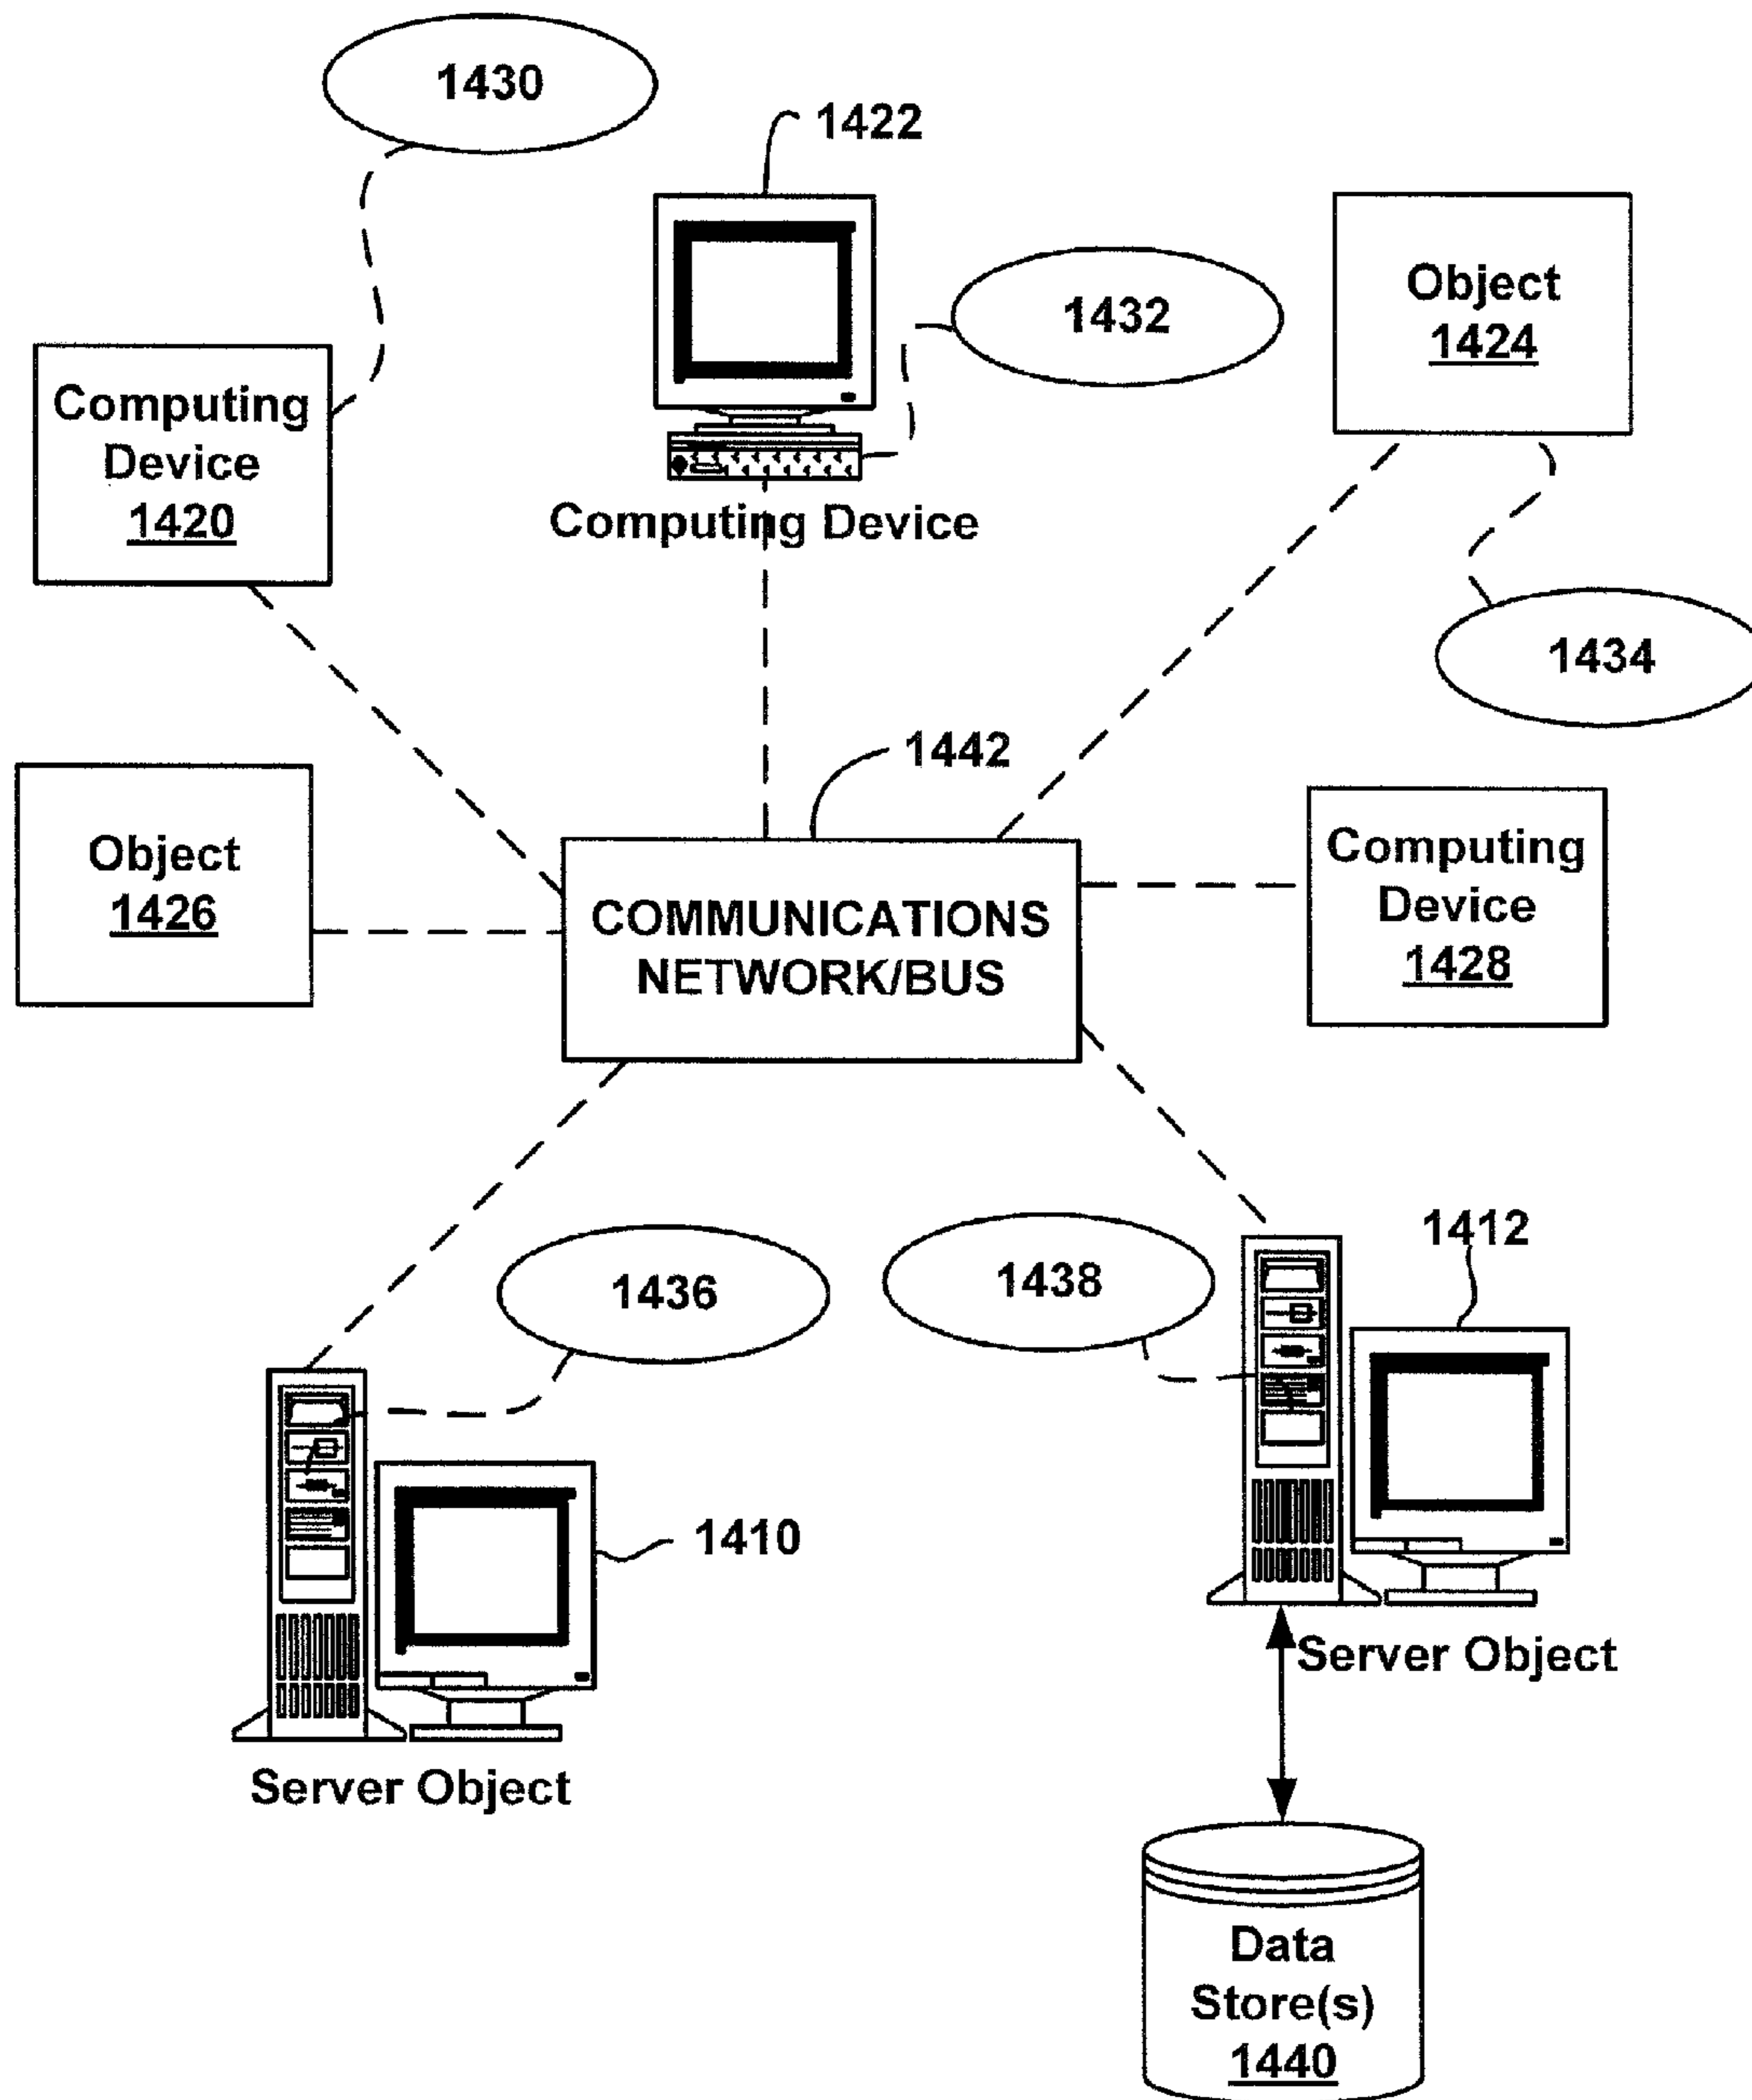 1430
1422
1432
Object
1424
Computing
Device
1420
Computing Device
1434
1442
Object
1426
COMMUNICATIONS
NETWORK/BUS
Computing
Device
1428
1436
1438
1412
1410
Server Object
Server Object
Data
Store(s)
1440